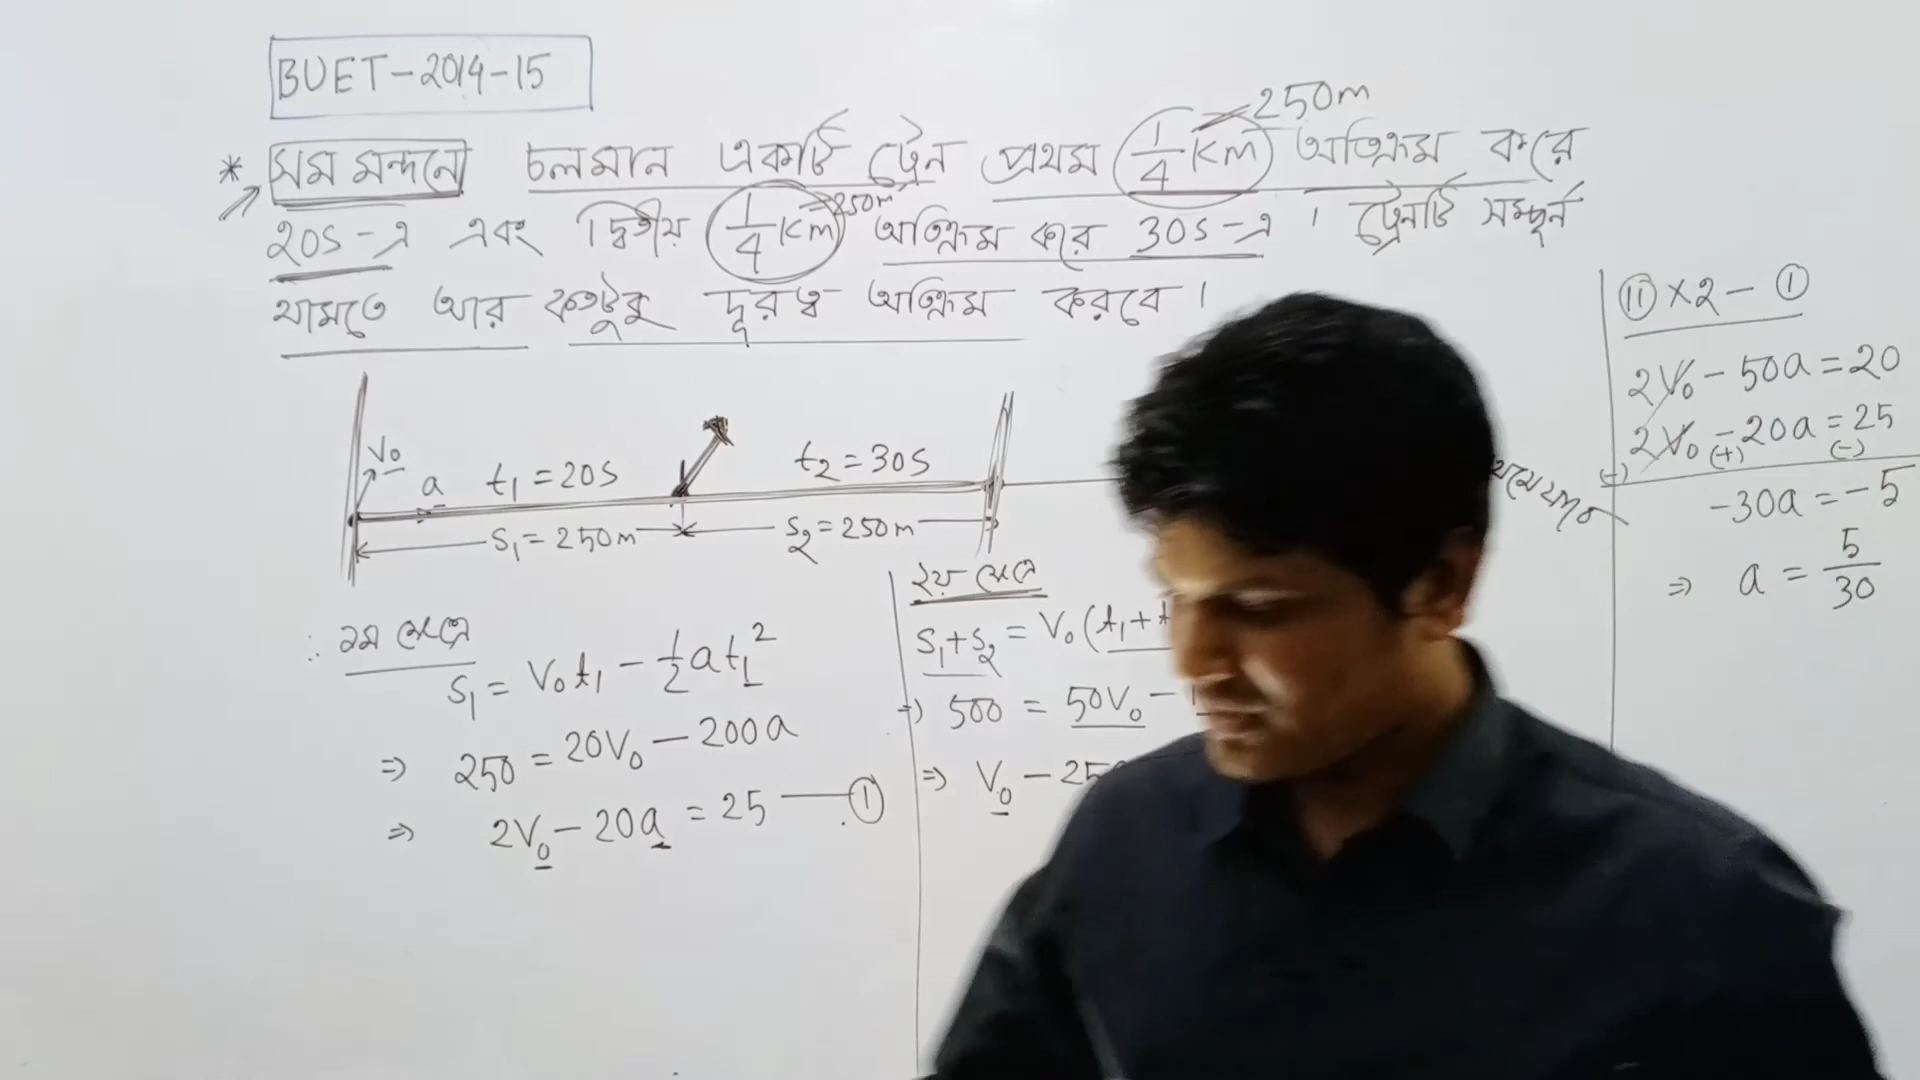 BUET-2014-15
* সম মন্দনে চলমান একটি ট্রেন প্রথম 1/4 km অতিক্রম করে
250m
20s-এ এবং দ্বিতীয় 1/4 km অতিক্রম করে 30s-এ । ট্রেনটি সম্পূর্ন
=250m
থামতে আর কতটুকু দূরত্ব অতিক্রম করবে ।
V₀
a
t₁ = 20s
t₂ = 30s
S₁ = 250m
S₂ = 250m
∴ ১ম ক্ষেত্রে
S₁ = V₀t₁ - 1/2 at₁²
⇒ 250 = 20V₀ - 200a
⇒ 2V₀ - 20a = 25 — ①
২য় ক্ষেত্রে
S₁+S₂ = V₀(t₁+
⇒ 500 = 50V₀ -
⇒ V₀ - 25
⑪ × 2 - ①
2V₀ - 50a = 20
2V₀ - 20a = 25
(-) (+) (-)
-30a = -5
⇒ a = 5/30